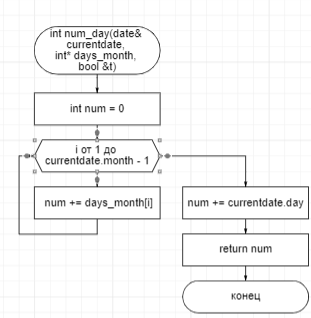 int num_day(date&
currentdate,
int* days_month,
bool &t)
int num = 0
i от 1 до
currentdate.month - 1
num += days_month[i]
num += currentdate.day
return num
конец